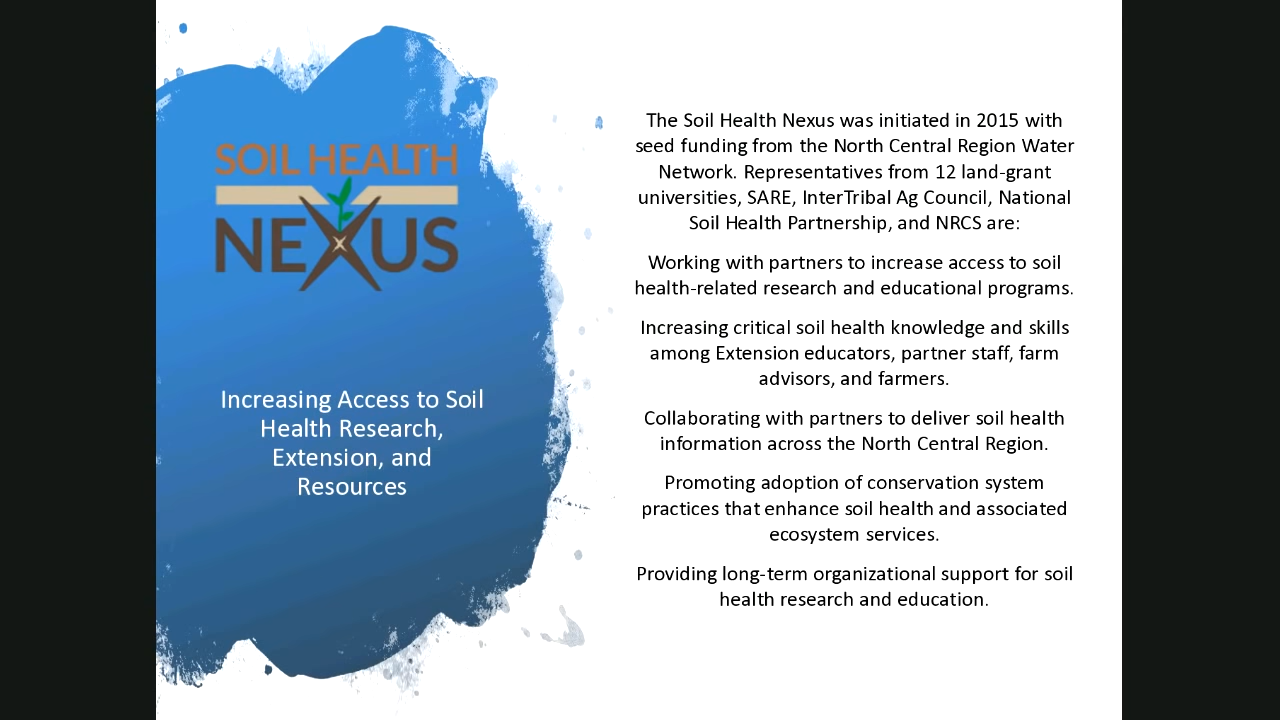 SOIL HEALTH
NEXUS
Increasing Access to Soil
Health Research,
Extension, and
Resources
The Soil Health Nexus was initiated in 2015 with
seed funding from the North Central Region Water
Network. Representatives from 12 land-grant
universities, SARE, InterTribal Ag Council, National
Soil Health Partnership, and NRCS are:
Working with partners to increase access to soil
health-related research and educational programs.
Increasing critical soil health knowledge and skills
among Extension educators, partner staff, farm
advisors, and farmers.
Collaborating with partners to deliver soil health
information across the North Central Region.
Promoting adoption of conservation system
practices that enhance soil health and associated
ecosystem services.
Providing long-term organizational support for soil
health research and education.